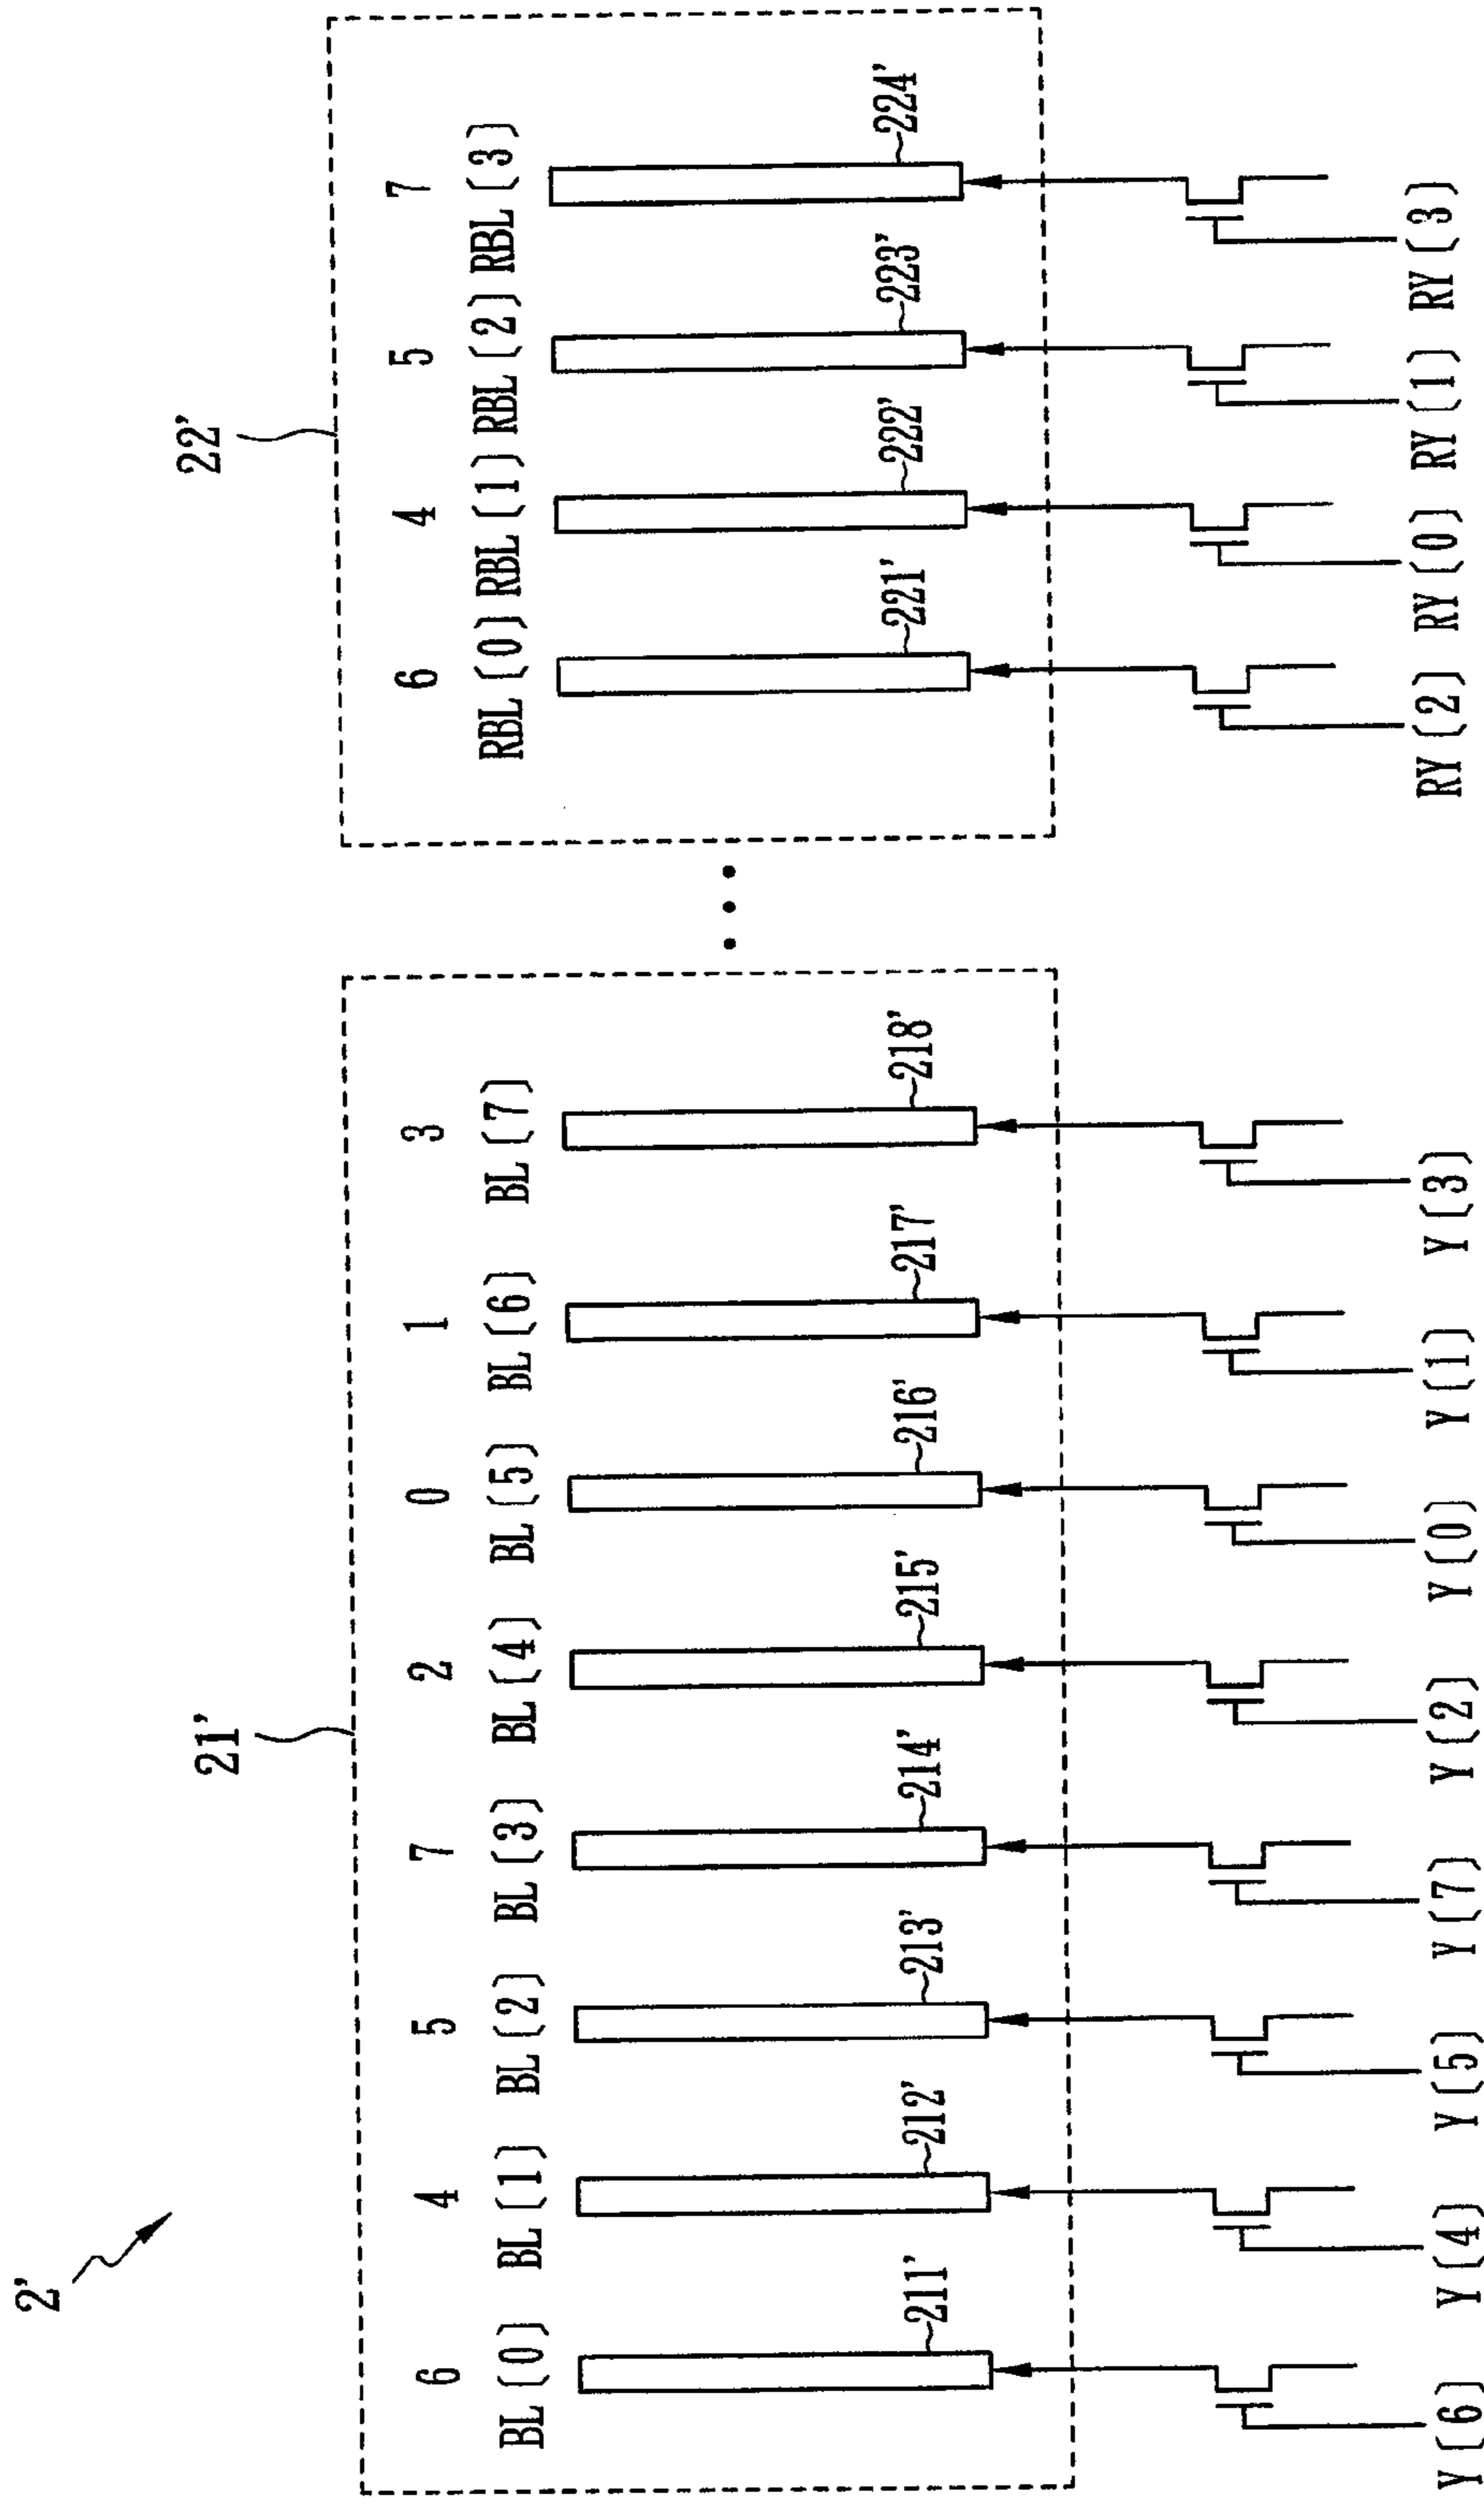 2'
21'
22'
6 4 5 7 2 0 1 3
BL(0) BL(1) BL(2) BL(3) BL(4) BL(5) BL(6) BL(7)
6 4 5 7
RBL(0) RBL(1) RBL(2) RBL(3)
211' 212' 213' 214' 215' 216' 217' 218'
221' 222' 223' 224'
Y(6) Y(4) Y(5) Y(7) Y(2) Y(0) Y(1) Y(3)
RY(2) RY(0) RY(1) RY(3)